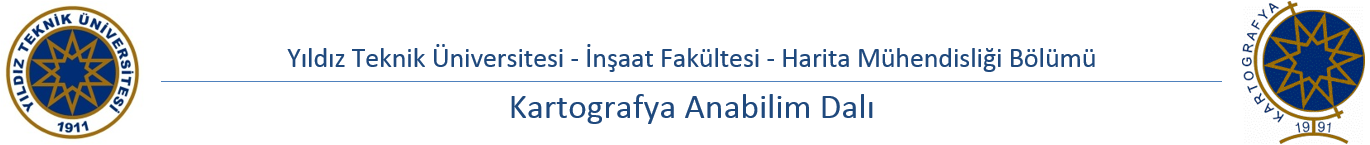 YILDIZ TEKNİK ÜNİVERSİTESİ
1911
Yıldız Teknik Üniversitesi - İnşaat Fakültesi - Harita Mühendisliği Bölümü
Kartografya Anabilim Dalı
KARTOGRAFYA
1991